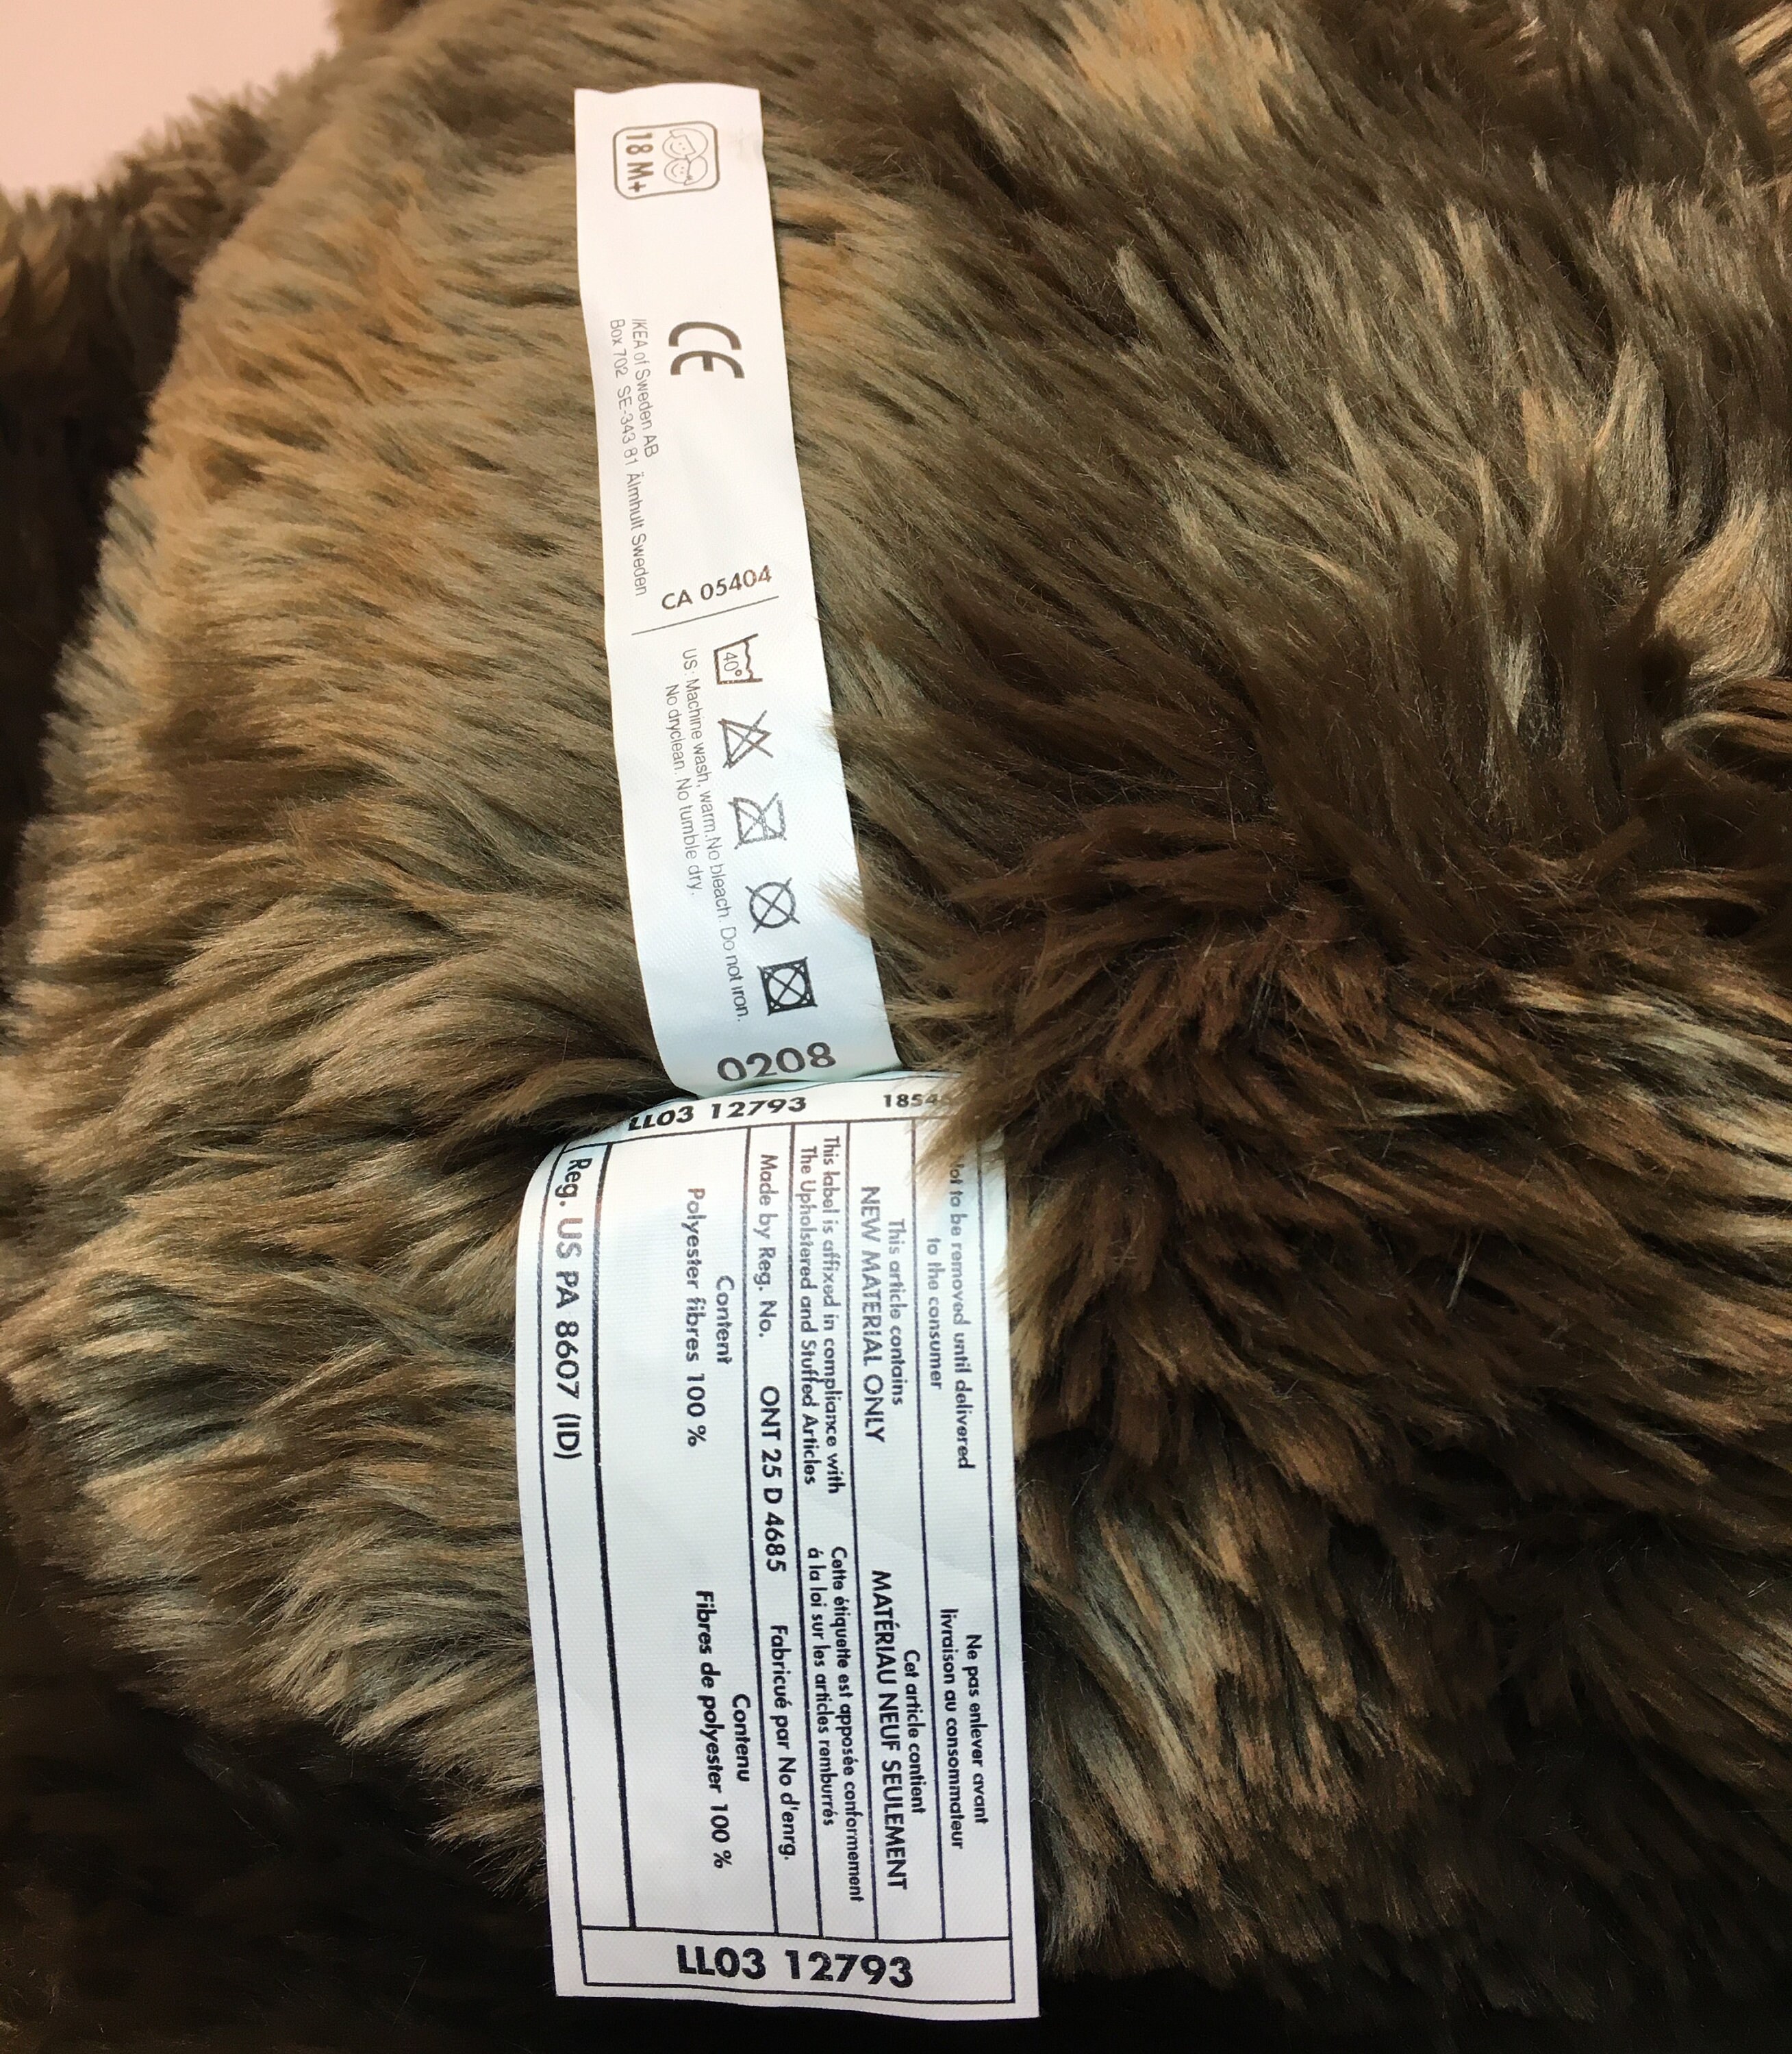 18 M+
CE
IKEA of Sweden AB
Box 702 SE-343 81 Älmhult Sweden
CA 05404
40°
US: Machine wash, warm. No bleach. Do not iron.
No dryclean. No tumble dry.
0208
LL03 12793
to be removed until delivered
to the consumer
Ne pas enlever avant
livraison au consommateur
This article contains
NEW MATERIAL ONLY
Cet article contient
MATÉRIAU NEUF SEULEMENT
This label is affixed in compliance with
The Upholstered and Stuffed Articles
Cette étiquette est apposée conformement
á la loi sur les articles rembourrés
Made by Reg. No. ONT 25 D 4685 Fabricué par No d'enrg.
Content
Polyester fibres 100 %
Contenu
Fibres de polyester 100 %
Reg. US PA 8607 (ID)
LL03 12793